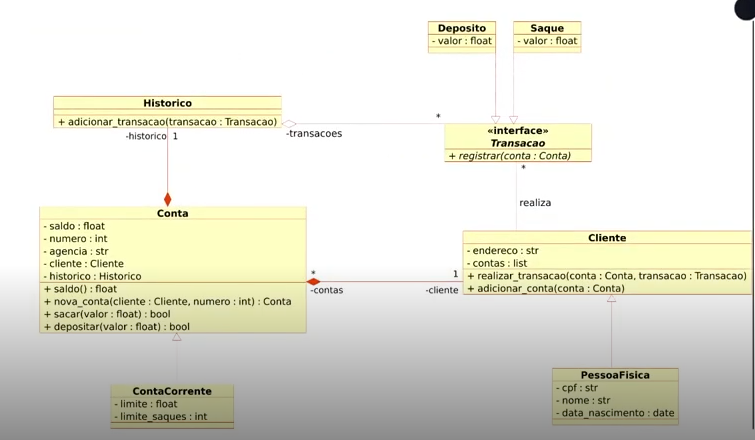 Deposito
- valor : float
Saque
- valor : float
Historico
+ adicionar_transacao(transacao : Transacao)
-historico 1
-transacoes
*
«interface»
Transacao
+ registrar(conta : Conta)
*
realiza
Conta
- saldo : float
- numero : int
- agencia : str
- cliente : Cliente
- historico : Historico
+ saldo() : float
+ nova_conta(cliente : Cliente, numero : int) : Conta
+ sacar(valor : float) : bool
+ depositar(valor : float) : bool
*
-contas
1
-cliente
Cliente
- endereco : str
- contas : list
+ realizar_transacao(conta : Conta, transacao : Transacao)
+ adicionar_conta(conta : Conta)
ContaCorrente
- limite : float
- limite_saques : int
PessoaFisica
- cpf : str
- nome : str
- data_nascimento : date